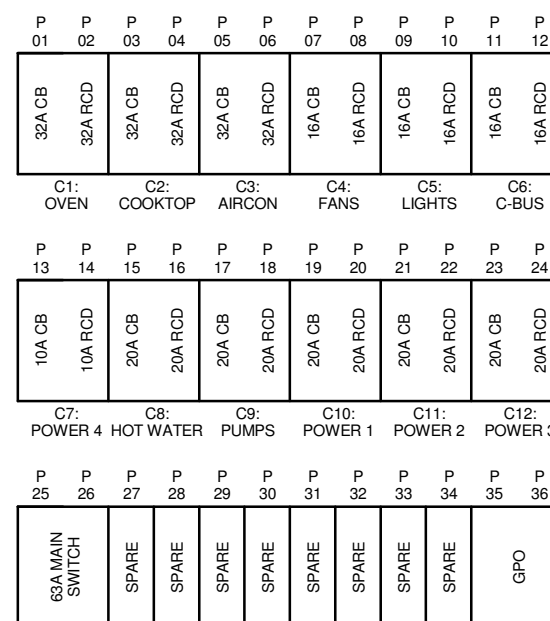 P P P P P P P P P P P P
01 02 03 04 05 06 07 08 09 10 11 12
32A CB 32A RCD 32A CB 32A RCD 32A CB 32A RCD 16A CB 16A RCD 16A CB 16A RCD 16A CB 16A RCD
C1: C2: C3: C4: C5: C6:
OVEN COOKTOP AIRCON FANS LIGHTS C-BUS
P P P P P P P P P P P P
13 14 15 16 17 18 19 20 21 22 23 24
10A CB 10A RCD 20A CB 20A RCD 20A CB 20A RCD 20A CB 20A RCD 20A CB 20A RCD 20A CB 20A RCD
C7: C8: C9: C10: C11: C12:
POWER 4 HOT WATER PUMPS POWER 1 POWER 2 POWER 3
P P P P P P P P P P P P
25 26 27 28 29 30 31 32 33 34 35 36
63A MAIN
SWITCH
SPARE SPARE SPARE SPARE SPARE SPARE SPARE SPARE GPO